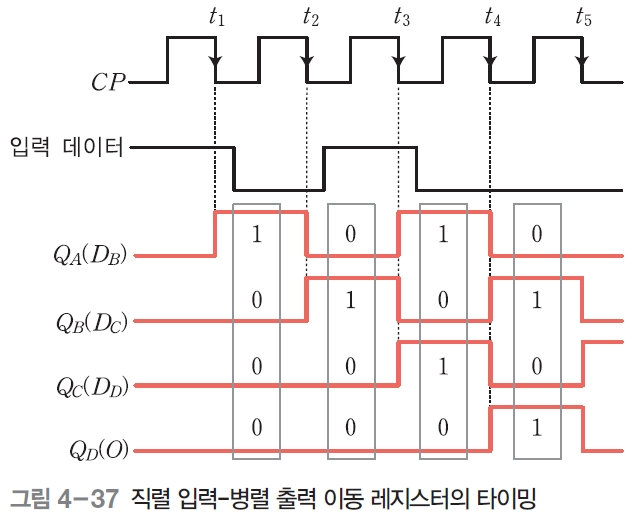 t1 t2 t3 t4 t5
CP
입력 데이터
QA(DB) 1 0 1 0
QB(DC) 0 1 0 1
QC(DD) 0 0 1 0
QD(O) 0 0 0 1
그림 4-37 직렬 입력-병렬 출력 이동 레지스터의 타이밍